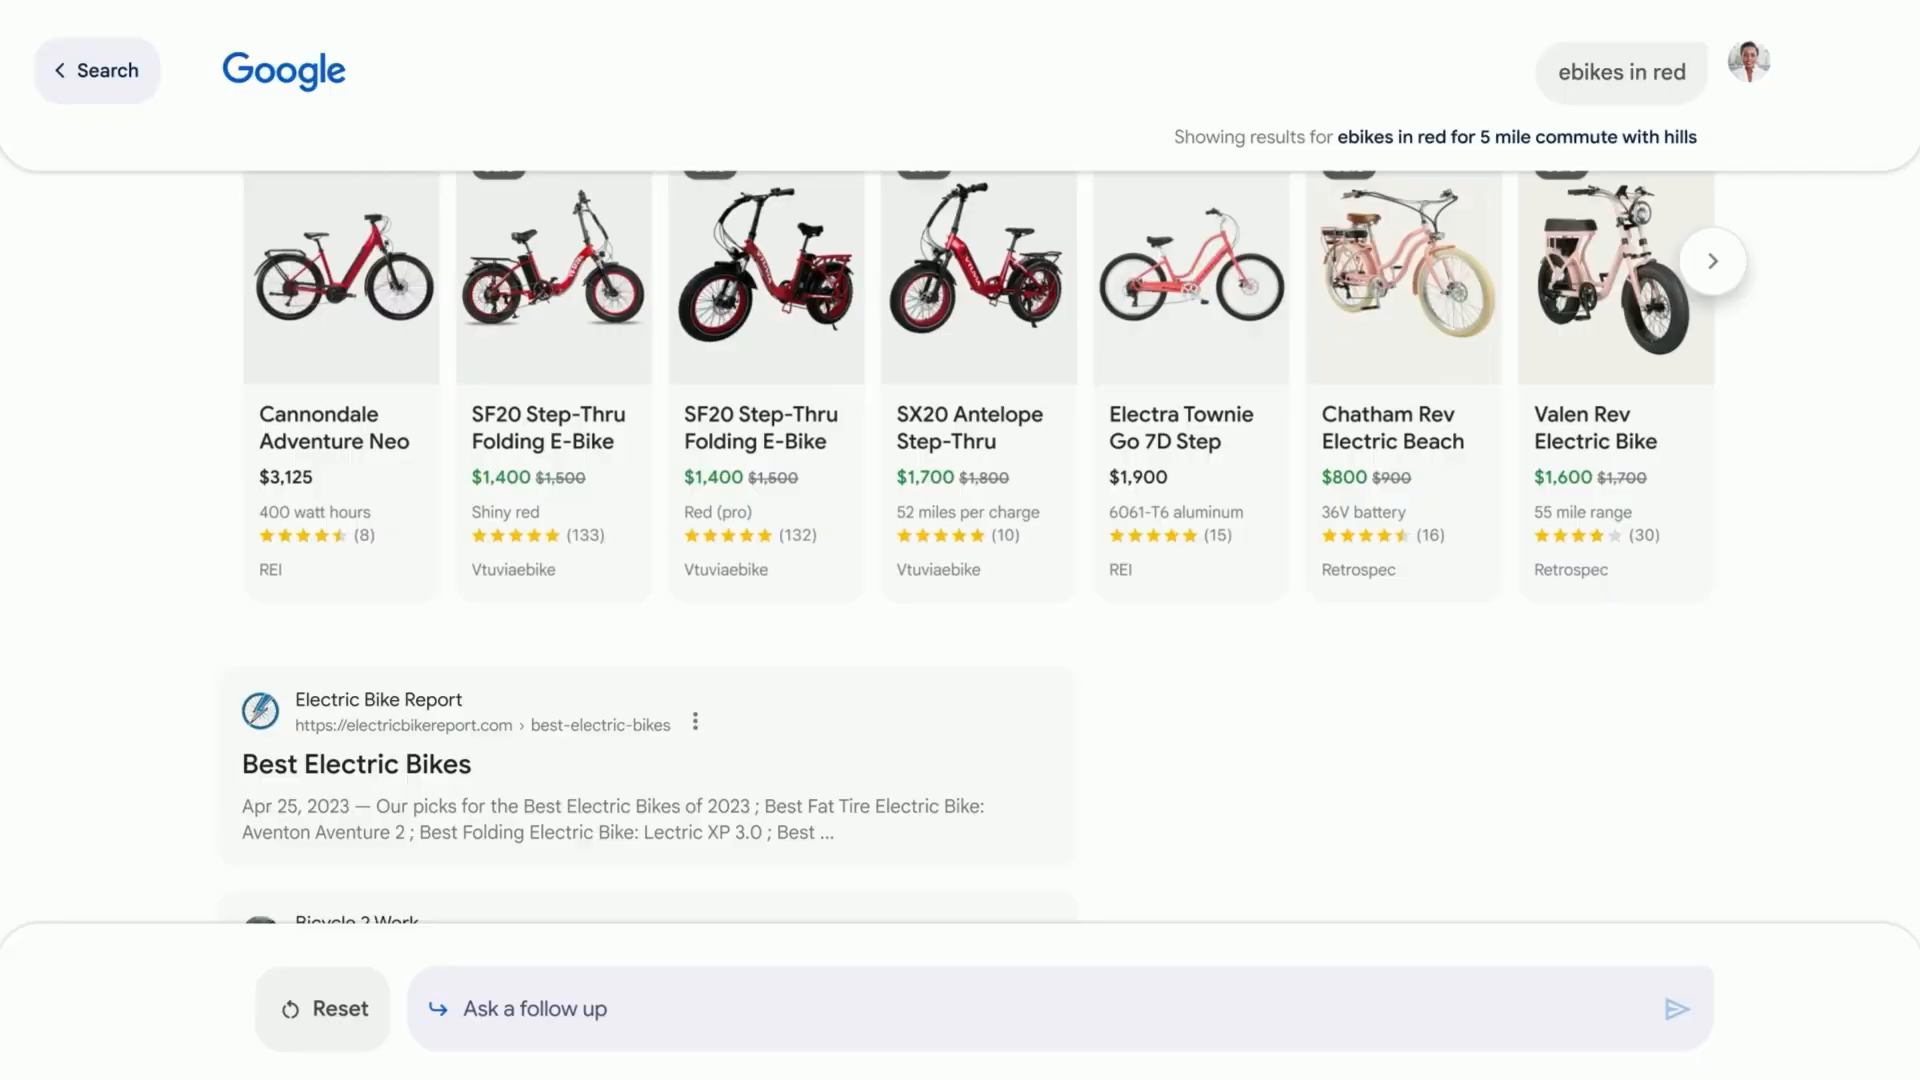 Search
Google
ebikes in red
Showing results for ebikes in red for 5 mile commute with hills
Cannondale
Adventure Neo
$3,125
400 watt hours
(8)
REI
SF20 Step-Thru
Folding E-Bike
$1,400 $1,500
Shiny red
(133)
Vtuviaebike
SF20 Step-Thru
Folding E-Bike
$1,400 $1,500
Red (pro)
(132)
Vtuviaebike
SX20 Antelope
Step-Thru
$1,700 $1,800
52 miles per charge
(10)
Vtuviaebike
Electra Townie
Go 7D Step
$1,900
6061-T6 aluminum
(15)
REI
Chatham Rev
Electric Beach
$800 $900
36V battery
(16)
Retrospec
Valen Rev
Electric Bike
$1,600 $1,700
55 mile range
(30)
Retrospec
Electric Bike Report
https://electricbikereport.com › best-electric-bikes
Best Electric Bikes
Apr 25, 2023 — Our picks for the Best Electric Bikes of 2023 ; Best Fat Tire Electric Bike:
Aventon Aventure 2 ; Best Folding Electric Bike: Lectric XP 3.0 ; Best ...
Bicycle 2 Work
Reset
Ask a follow up